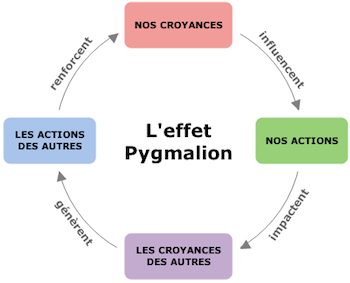 NOS CROYANCES
influencent
NOS ACTIONS
impactent
LES CROYANCES
DES AUTRES
génèrent
LES ACTIONS
DES AUTRES
renforcent
L'effet
Pygmalion